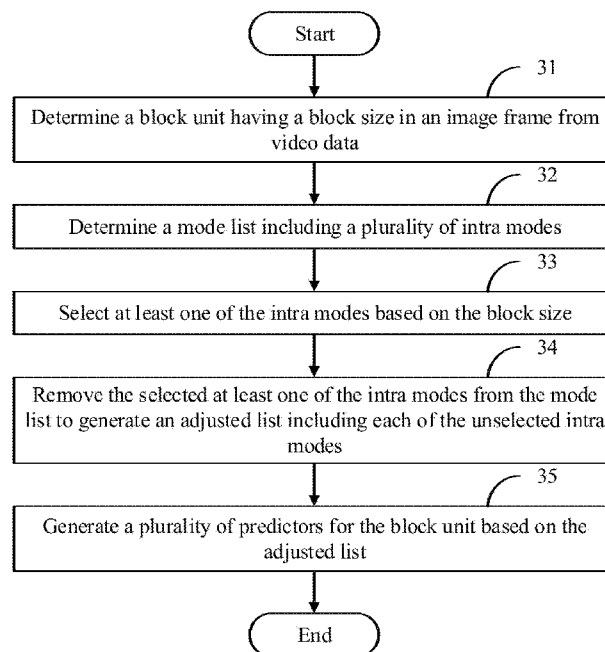 Start
31
Determine a block unit having a block size in an image frame from
video data
32
Determine a mode list including a plurality of intra modes
33
Select at least one of the intra modes based on the block size
34
Remove the selected at least one of the intra modes from the mode
list to generate an adjusted list including each of the unselected intra
modes
35
Generate a plurality of predictors for the block unit based on the
adjusted list
End